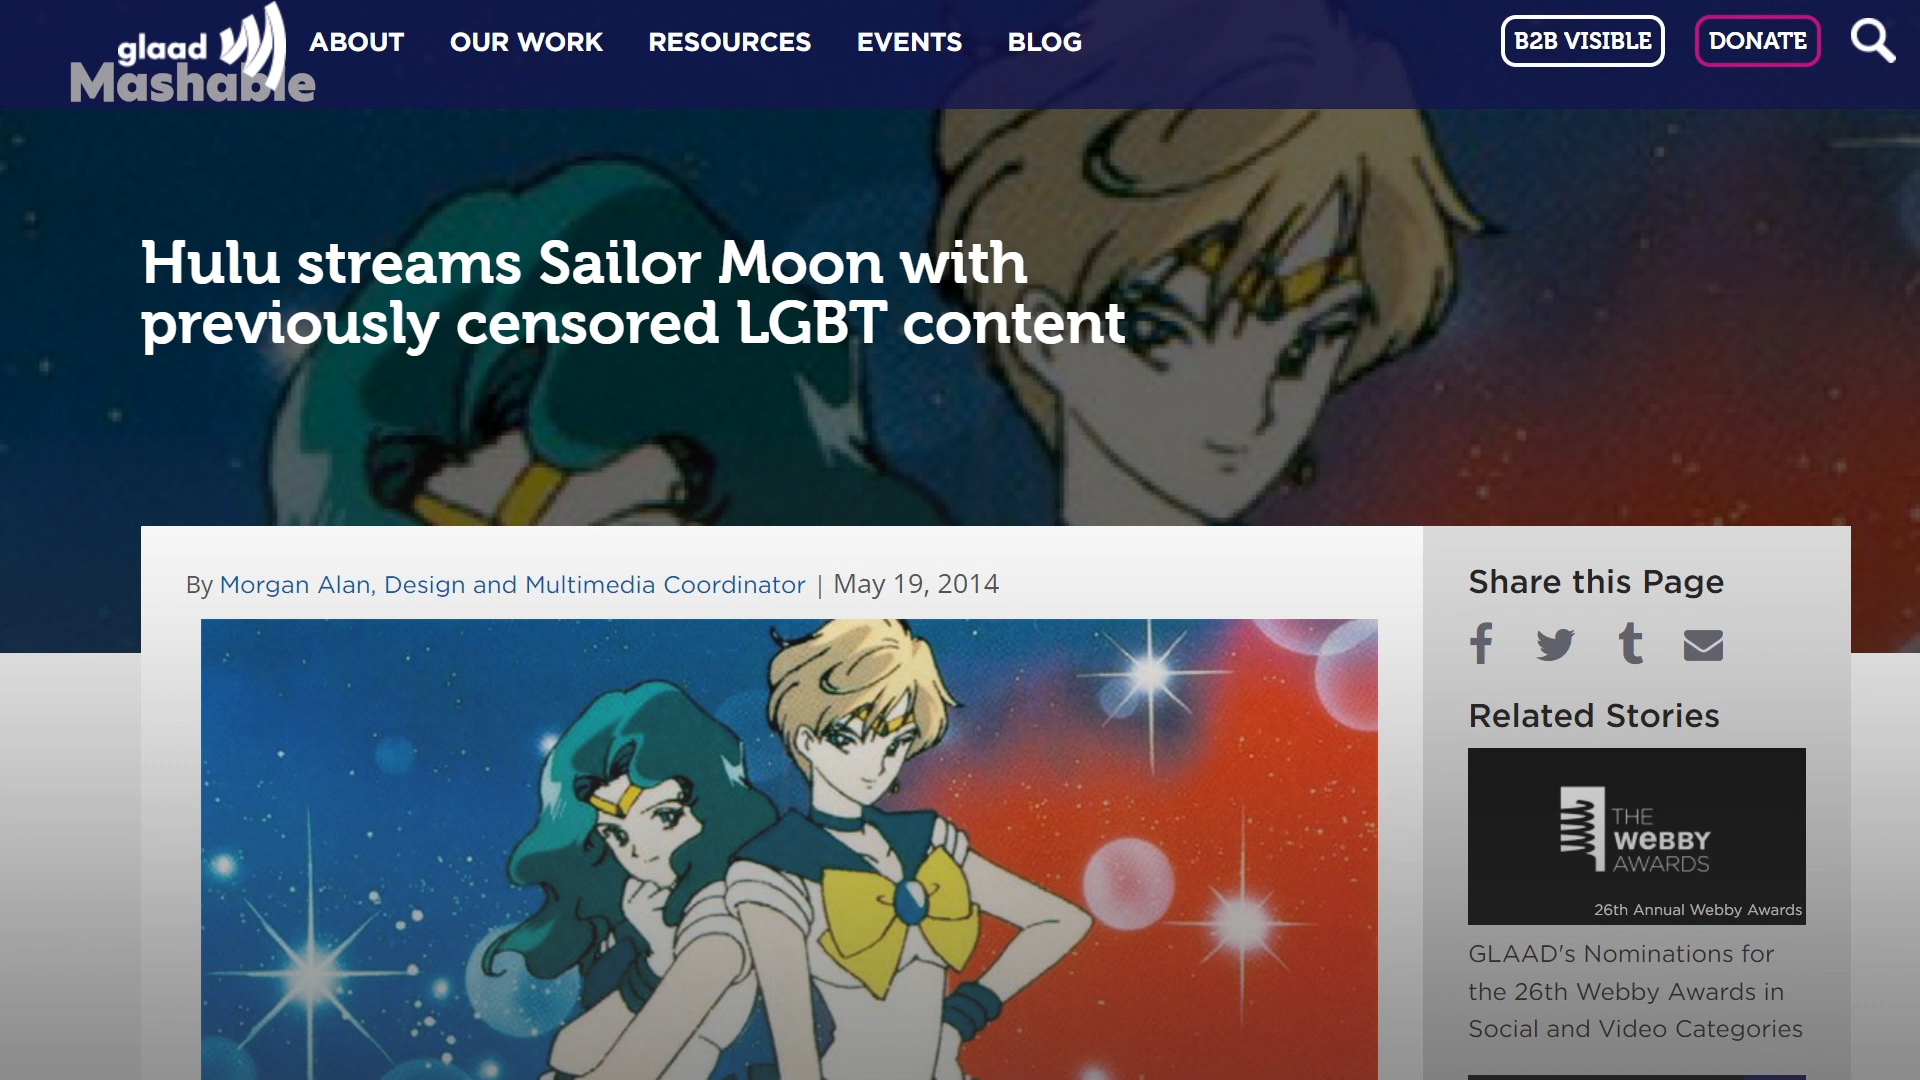 glaad
Mashable
ABOUT
OUR WORK
RESOURCES
EVENTS
BLOG
B2B VISIBLE
DONATE
Hulu streams Sailor Moon with
previously censored LGBT content
By Morgan Alan, Design and Multimedia Coordinator | May 19, 2014
Share this Page
Related Stories
THE
WEBBY
AWARDS
26th Annual Webby Awards
GLAAD's Nominations for
the 26th Webby Awards in
Social and Video Categories